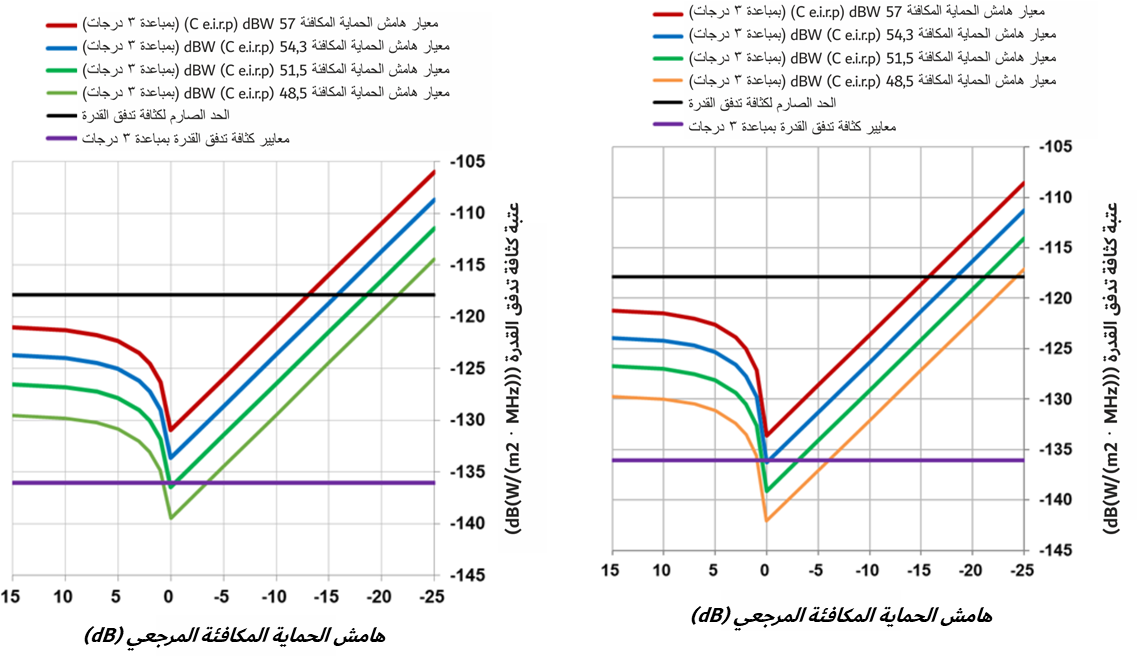 معيار هامش الحماية المكافئة 57 dBW (C e.i.r.p) (بمباعدة ٣ درجات)
معيار هامش الحماية المكافئة 54,3 dBW (C e.i.r.p) (بمباعدة ٣ درجات)
معيار هامش الحماية المكافئة 51,5 dBW (C e.i.r.p) (بمباعدة ٣ درجات)
معيار هامش الحماية المكافئة 48,5 dBW (C e.i.r.p) (بمباعدة ٣ درجات)
الحد الصارم لكثافة تدفق القدرة
معايير كثافة تدفق القدرة بمباعدة ٣ درجات
-105
-110
-115
-120
-125
-130
-135
-140
-145
15 10 5 0 -5 -10 -15 -20 -25
عتبة كثافة تدفق القدرة (dB(W/(m2 · MHz)))
هامش الحماية المكافئة المرجعي (dB)
معيار هامش الحماية المكافئة 57 dBW (C e.i.r.p) (بمباعدة ٣ درجات)
معيار هامش الحماية المكافئة 54,3 dBW (C e.i.r.p) (بمباعدة ٣ درجات)
معيار هامش الحماية المكافئة 51,5 dBW (C e.i.r.p) (بمباعدة ٣ درجات)
معيار هامش الحماية المكافئة 48,5 dBW (C e.i.r.p) (بمباعدة ٣ درجات)
الحد الصارم لكثافة تدفق القدرة
معايير كثافة تدفق القدرة بمباعدة ٣ درجات
-105
-110
-115
-120
-125
-130
-135
-140
-145
15 10 5 0 -5 -10 -15 -20 -25
عتبة كثافة تدفق القدرة (dB(W/(m2 · MHz)))
هامش الحماية المكافئة المرجعي (dB)